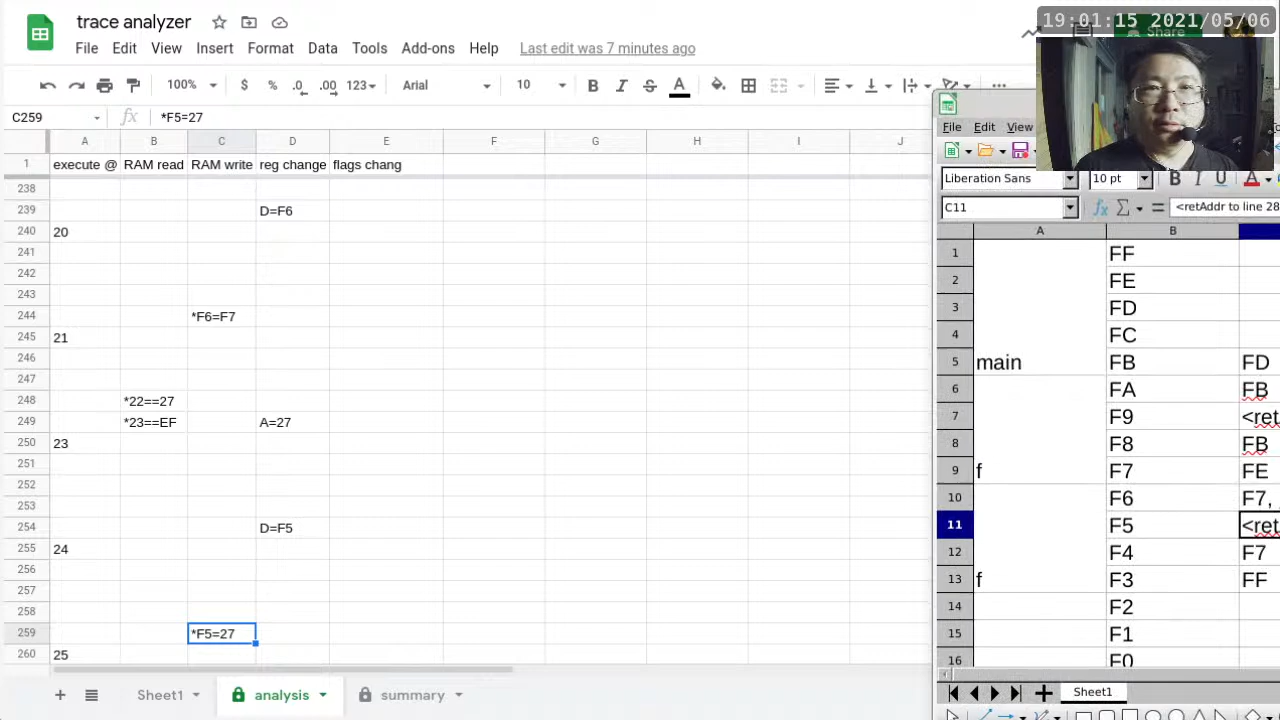 19:01:15 2021/05/06
trace analyzer
Share
File Edit View Insert Format Data Tools Add-ons Help Last edit was 7 minutes ago
100% $ % .0 .00 123 Arial 10 B I S A
C259 fx *F5=27
A B C D E F G H I J
1 execute @ RAM read RAM write reg change flags chang
238
239 D=F6
240 20
241
242
243
244 *F6=F7
245 21
246
247
248 *22==27
249 *23==EF A=27
250 23
251
252
253
254 D=F5
255 24
256
257
258
259 *F5=27
260 25
+ Sheet1 analysis summary
File Edit View
Liberation Sans 10 pt B I U A
C11 fx Σ = <retAddr to line 28
A B
1 FF
2 FE
3 FD
4 FC
5 main FB FD
6 FA FB
7 F9 <ret
8 F8 FB
9 f F7 FE
10 F6 F7,
11 F5 <ret
12 F4 F7
13 f F3 FF
14 F2
15 F1
16 F0
Sheet1